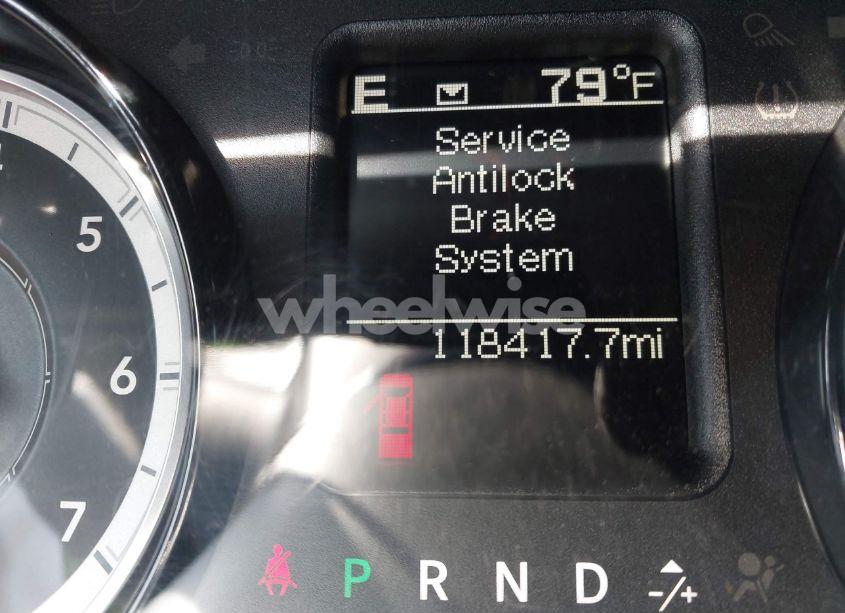 E 79°F
Service
Antilock
Brake
System
wheelwise
118417.7mi
5
6
7
P R N D -/+